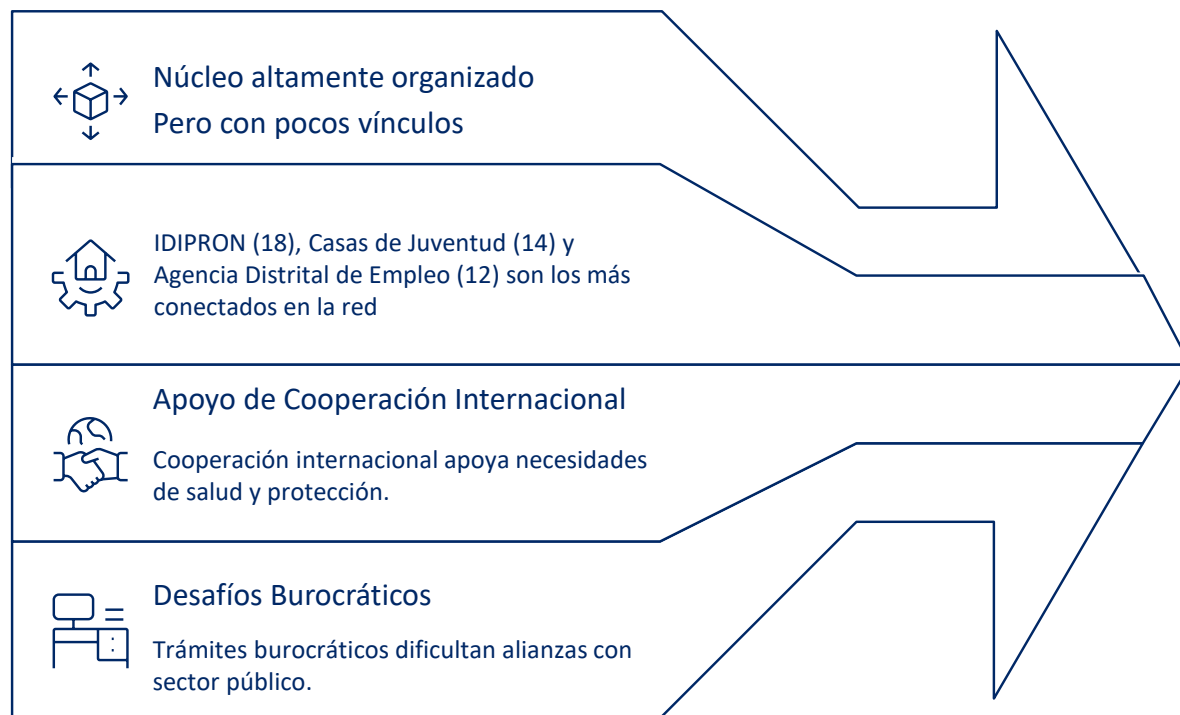 Núcleo altamente organizado
Pero con pocos vínculos
IDIPRON (18), Casas de Juventud (14) y
Agencia Distrital de Empleo (12) son los más
conectados en la red
Apoyo de Cooperación Internacional
Cooperación internacional apoya necesidades
de salud y protección.
Desafíos Burocráticos
Trámites burocráticos dificultan alianzas con
sector público.